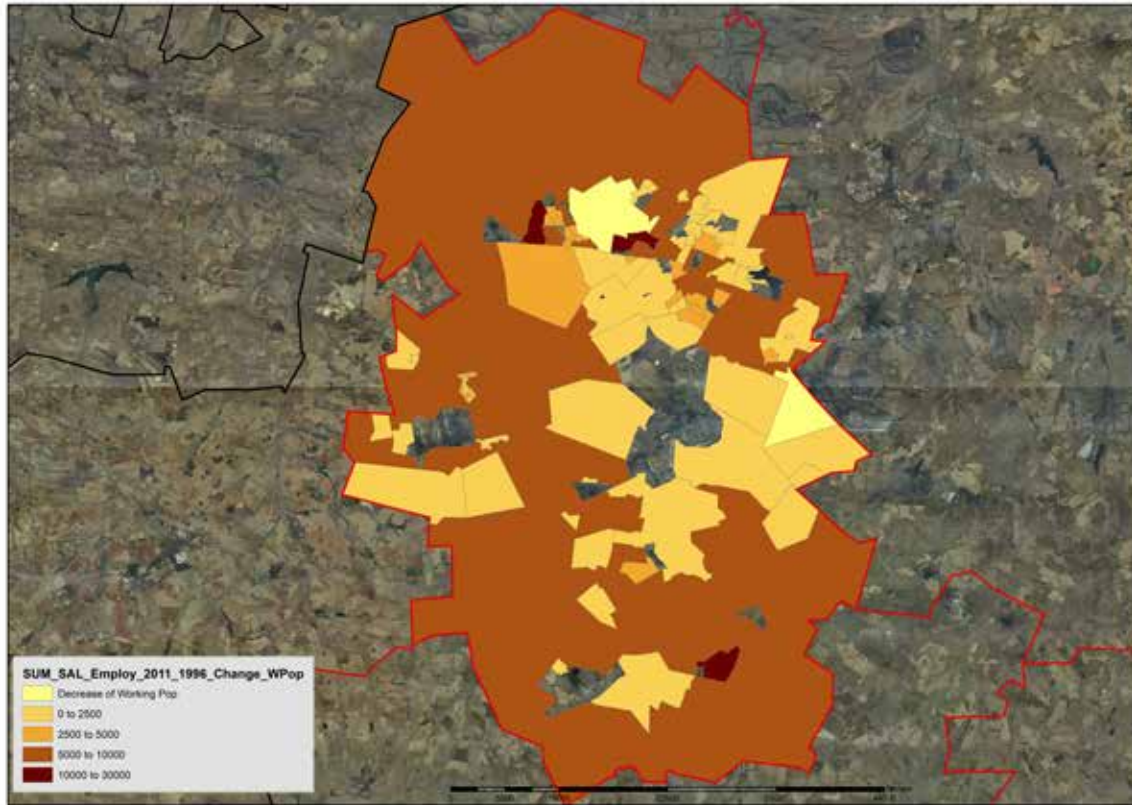 SUM_SAL_Employ_2011_1996_Change_WPop
Decrease of Working Pop
0 to 2500
2500 to 5000
5000 to 10000
10000 to 30000